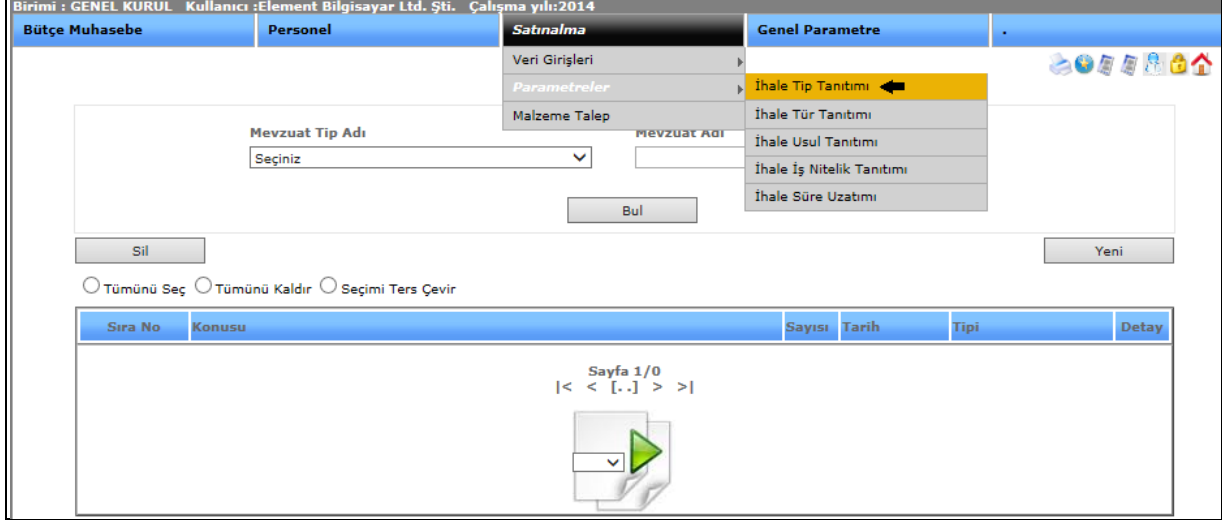 Birimi : GENEL KURUL   Kullanıcı :Element Bilgisayar Ltd. Şti.   Çalışma yılı:2014
Bütçe Muhasebe   Personel   Satınalma   Genel Parametre   .
Veri Girişleri
Parametreler   İhale Tip Tanıtımı
Malzeme Talep   İhale Tür Tanıtımı
Mevzuat Tip Adı   Mevzuat Adı
İhale Usul Tanıtımı
Seçiniz
İhale İş Nitelik Tanıtımı
İhale Süre Uzatımı
Bul
Sil   Yeni
Tümünü Seç   Tümünü Kaldır   Seçimi Ters Çevir
Sıra No   Konusu   Sayısı   Tarih   Tipi   Detay
Sayfa 1/0
|<   <   [..]   >   >|